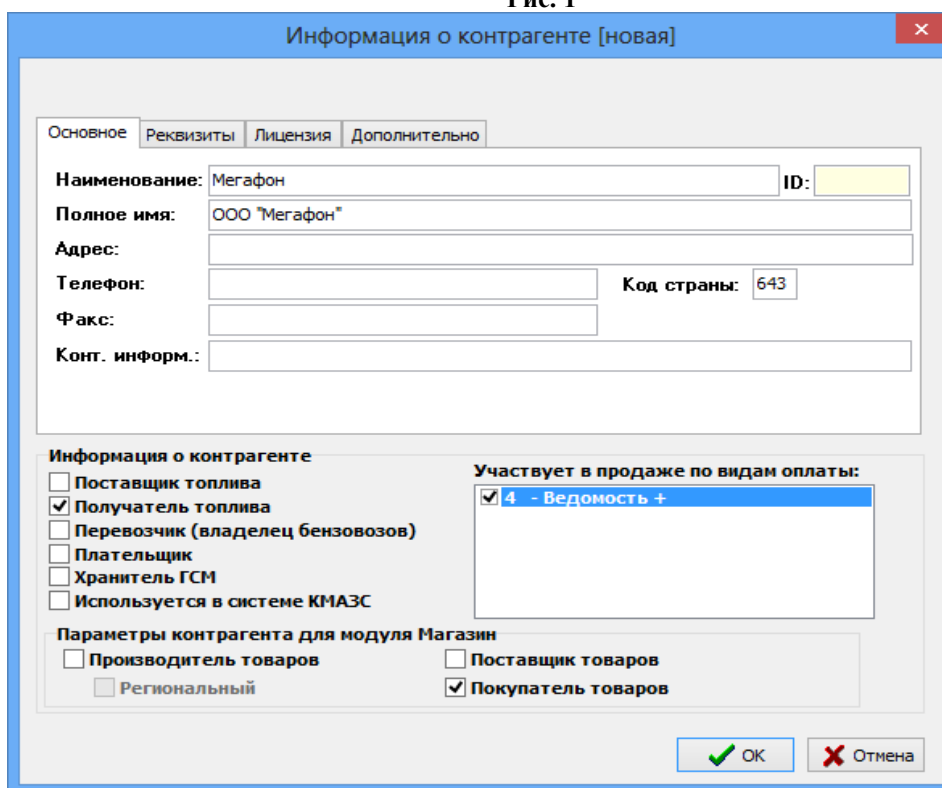 Рис. 1
Информация о контрагенте [новая]
Основное Реквизиты Лицензия Дополнительно
Наименование: Мегафон ID:
Полное имя: ООО "Мегафон"
Адрес:
Телефон: Код страны: 643
Факс:
Конт. информ.:
Информация о контрагенте
Участвует в продаже по видам оплаты:
Поставщик топлива
4 - Ведомость +
Получатель топлива
Перевозчик (владелец бензовозов)
Плательщик
Хранитель ГСМ
Используется в системе КМАЗС
Параметры контрагента для модуля Магазин
Производитель товаров Поставщик товаров
Региональный Покупатель товаров
ОК Отмена